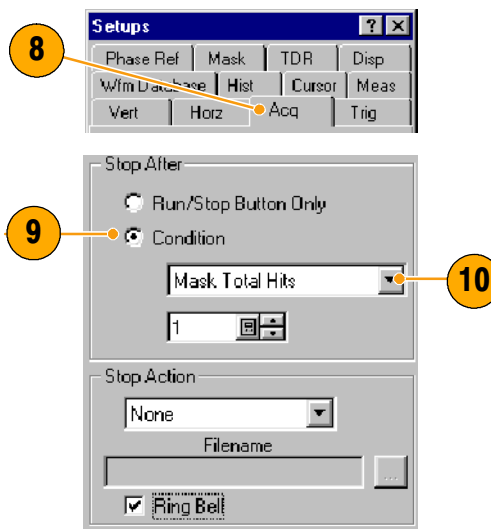 Setups ? ×
8
Phase Ref Mask TDR Disp
Wfm Database Hist Cursor Meas
Vert Horz Acq Trig
Stop After
Run/Stop Button Only
9
Condition
Mask Total Hits
10
1
Stop Action
None
Filename
...
Ring Bell